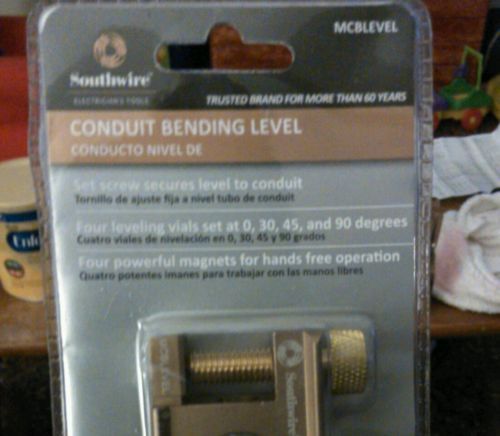 MCBLEVEL
Southwire®
ELECTRICIAN'S TOOLS
TRUSTED BRAND FOR MORE THAN 60 YEARS
CONDUIT BENDING LEVEL
CONDUCTO NIVEL DE
Set screw secures level to conduit
Tornillo de ajuste fija a nivel tubo de conduit
Four leveling vials set at 0, 30, 45, and 90 degrees
Cuatro viales de nivelación en 0, 30, 45 y 90 grados
Four powerful magnets for hands free operation
Quatro potentes imanes para trabajar con las manos libres
Southwire